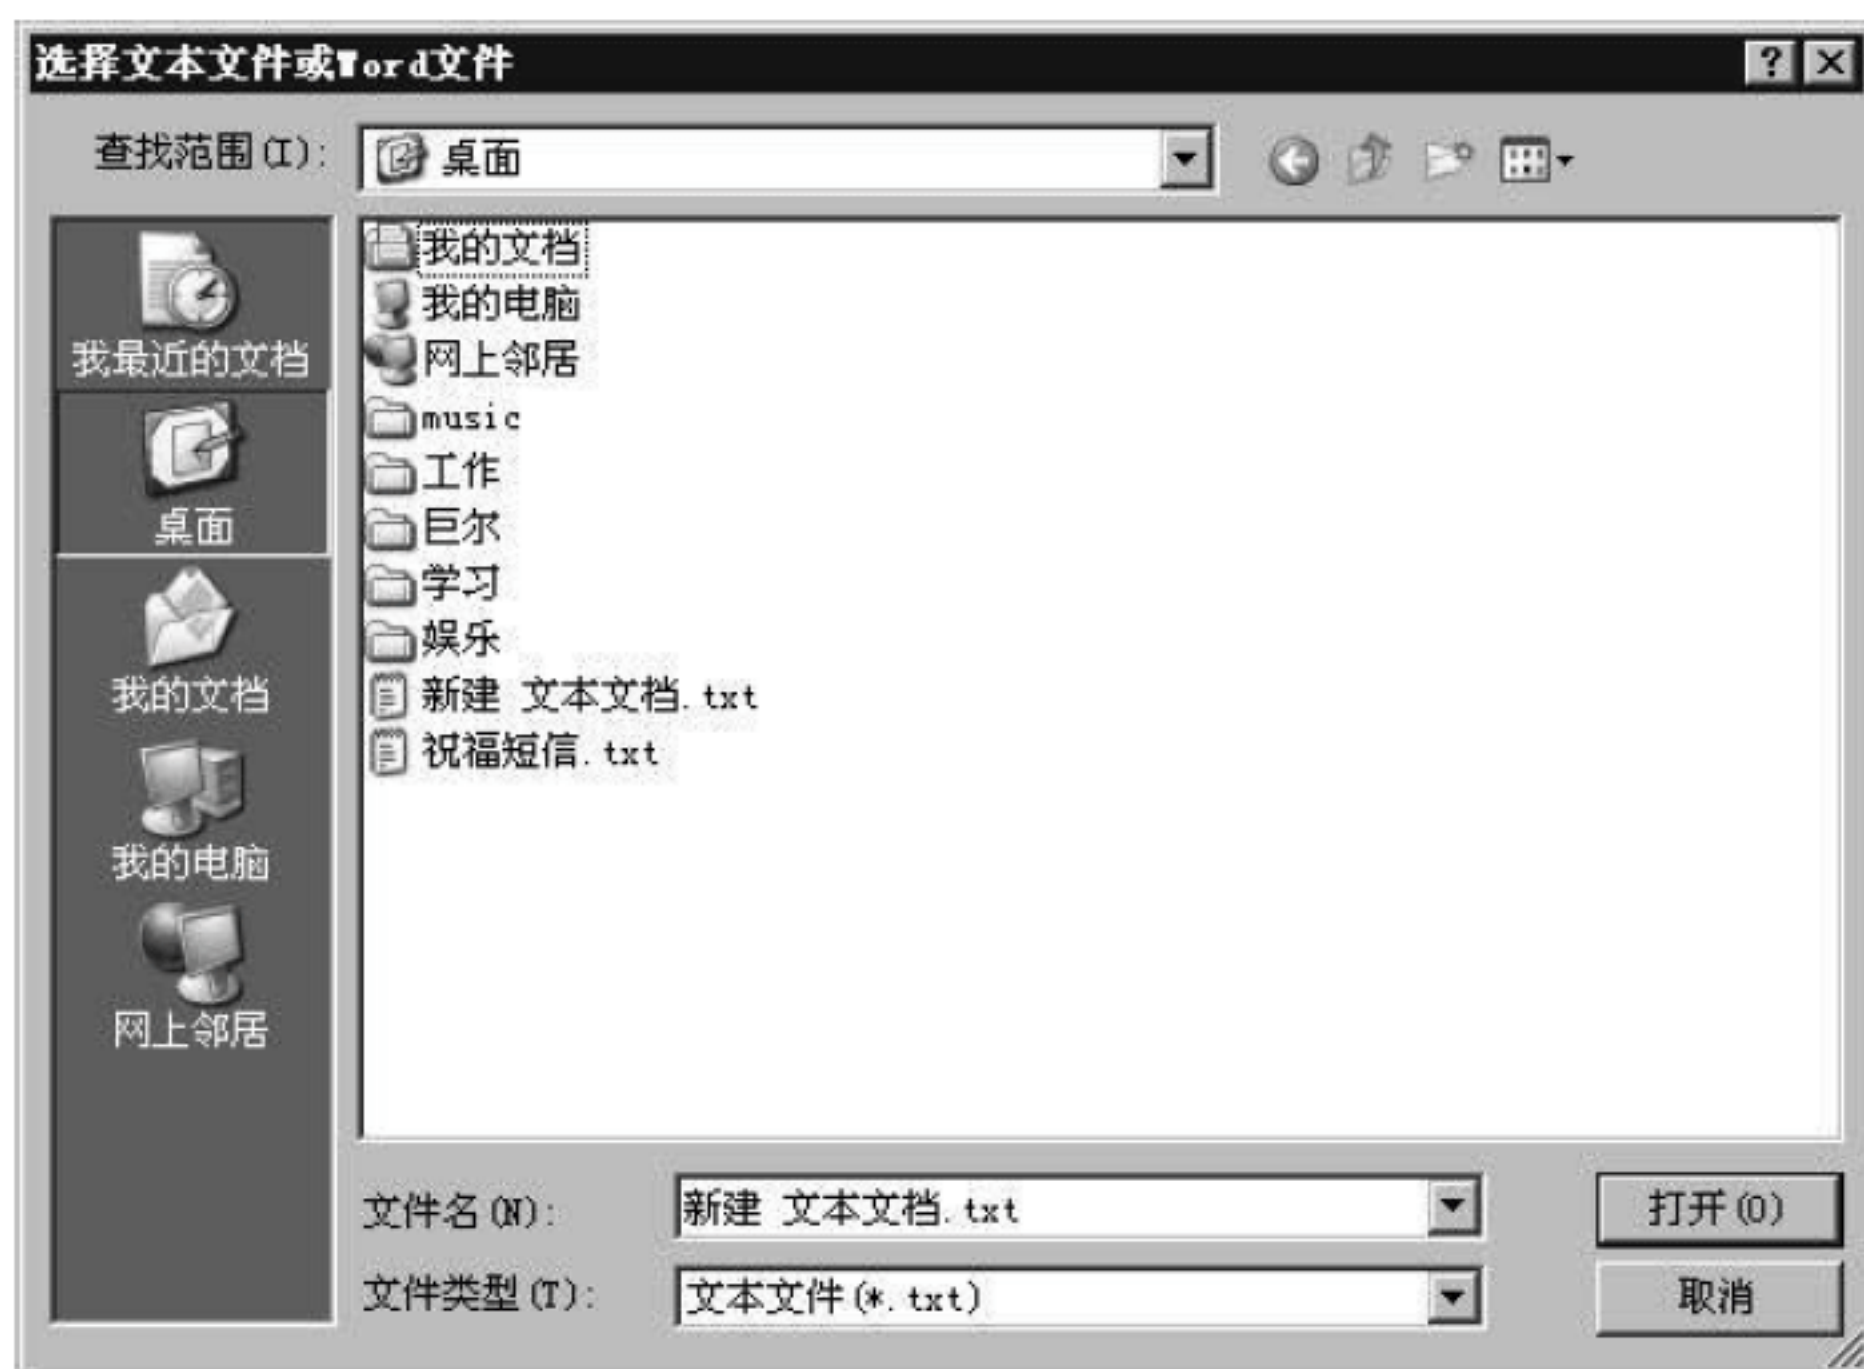 选择文本文件或Word文件
查找范围(I):
桌面
我最近的文档
桌面
我的文档
我的电脑
网上邻居
我的文档
我的电脑
网上邻居
music
工作
巨尔
学习
娱乐
新建 文本文档.txt
祝福短信.txt
文件名(N):
新建 文本文档.txt
打开(O)
文件类型(T):
文本文件(*.txt)
取消